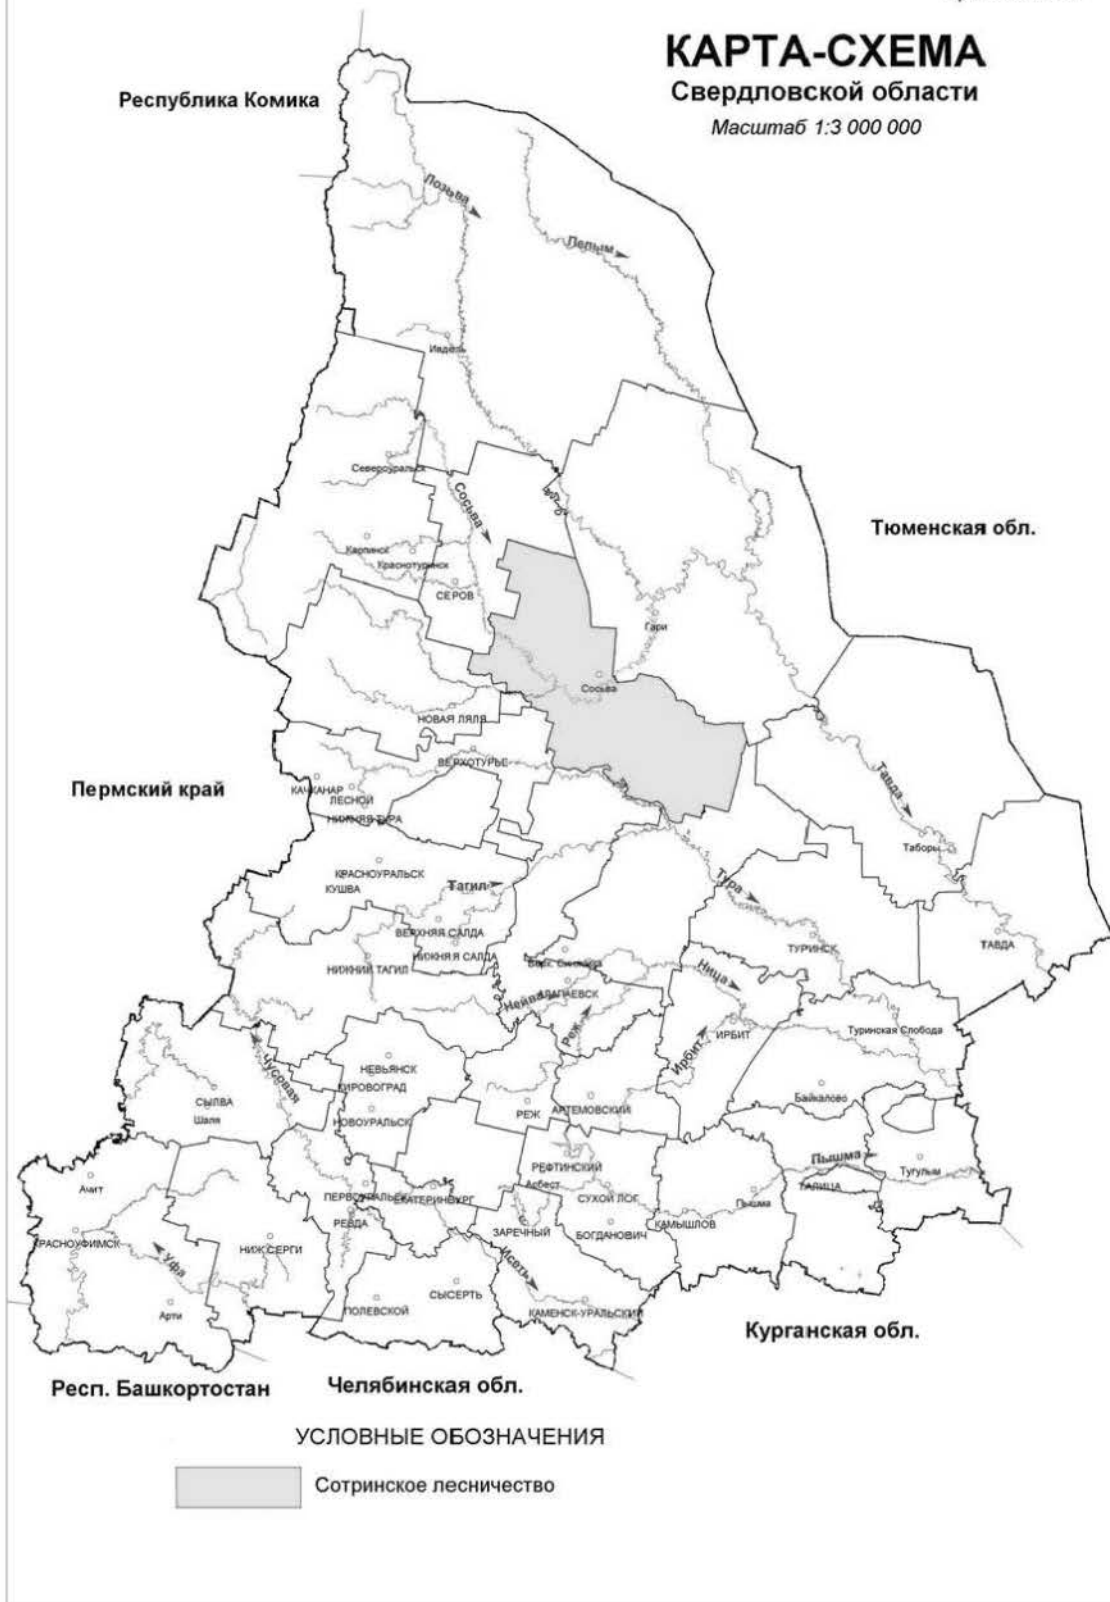 КАРТА-СХЕМА
Свердловской области
Масштаб 1:3 000 000
Республика Комика
Лозьва
Пелым
Ивдель
Североуральск
Сосьва
Тюменская обл.
Карпинск
Краснотуринск
СЕРОВ
Гари
Сосьва
НОВАЯ ЛЯЛЯ
ВЕРХОТУРЬЕ
Пермский край
КАЧКАНАР
ЛЕСНОЙ
НИЖНЯЯ ТУРА
Тавда
Таборы
КРАСНОУРАЛЬСК
КУШВА
Тагил
Тура
ВЕРХНЯЯ САЛДА
ТУРИНСК
ТАВДА
НИЖНЯЯ САЛДА
НИЖНИЙ ТАГИЛ
Ница
Нейва
АЛАПАЕВСК
Реж
Ирбит
ИРБИТ
Туринская Слобода
Чусовая
НЕВЬЯНСК
КИРОВОГРАД
СЫЛВА
Шаля
НОВОУРАЛЬСК
РЕЖ
АРТЕМОВСКИЙ
Байкалово
Пышма
РЕФТИНСКИЙ
Асбест
Тугулым
Ачит
ПЕРВОУРАЛЬСК
ЕКАТЕРИНБУРГ
СУХОЙ ЛОГ
Пышма
ТАЛИЦА
РЕВДА
ЗАРЕЧНЫЙ
БОГДАНОВИЧ
КАМЫШЛОВ
КРАСНОУФИМСК
НИЖ.СЕРГИ
Уфа
Исеть
СЫСЕРТЬ
Арти
ПОЛЕВСКОЙ
КАМЕНСК-УРАЛЬСКИЙ
Курганская обл.
Респ. Башкортостан
Челябинская обл.
УСЛОВНЫЕ ОБОЗНАЧЕНИЯ
Сотринское лесничество